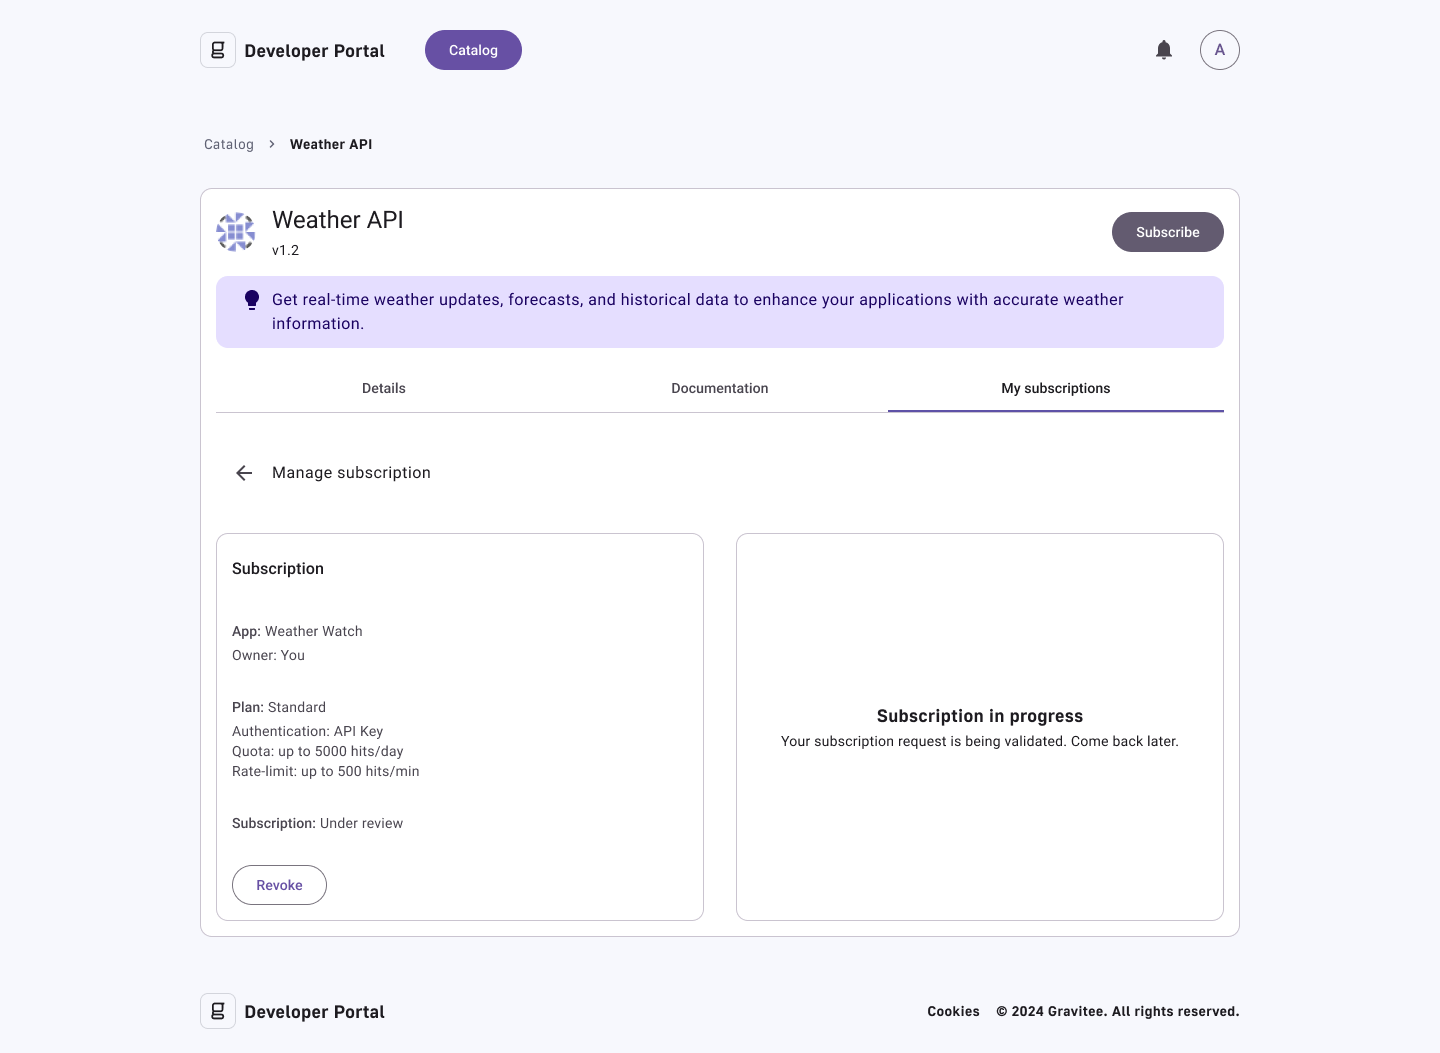 Developer Portal
Catalog
A
Catalog
Weather API
Weather API
v1.2
Subscribe
Get real-time weather updates, forecasts, and historical data to enhance your applications with accurate weather
information.
Details
Documentation
My subscriptions
Manage subscription
Subscription
App: Weather Watch
Owner: You
Plan: Standard
Authentication: API Key
Quota: up to 5000 hits/day
Rate-limit: up to 500 hits/min
Subscription: Under review
Revoke
Subscription in progress
Your subscription request is being validated. Come back later.
Developer Portal
Cookies
© 2024 Gravitee. All rights reserved.